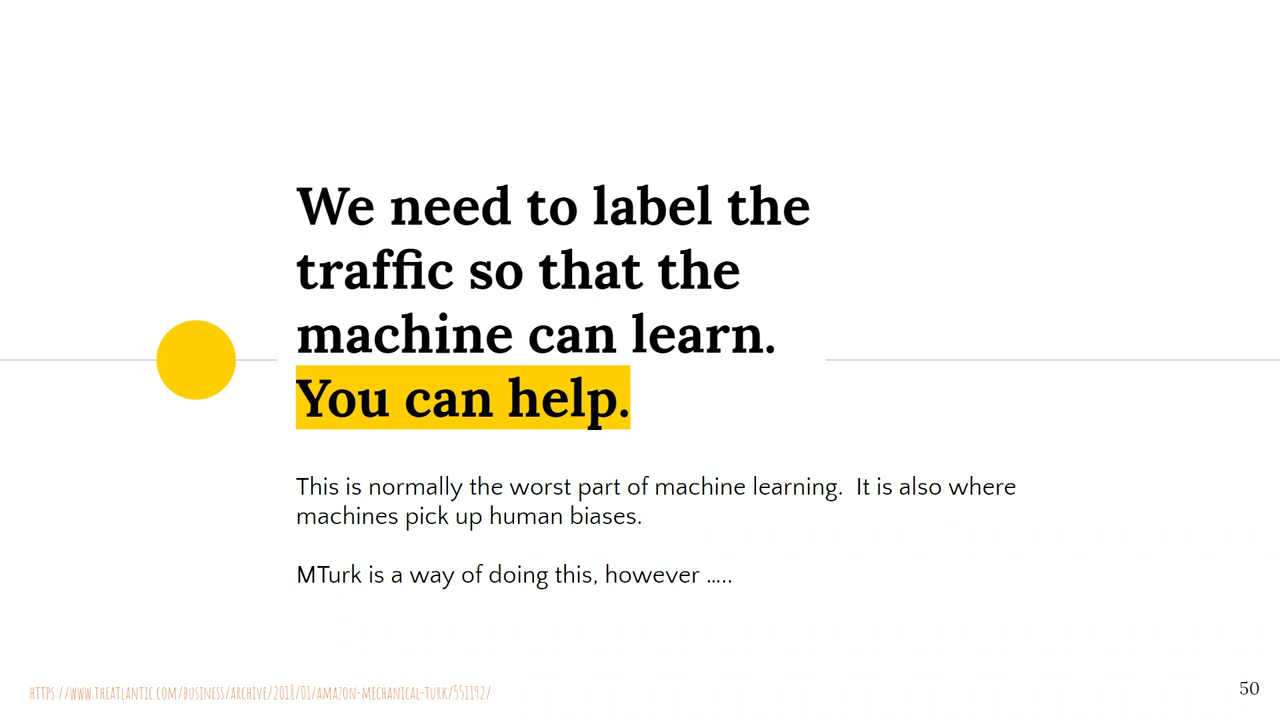 We need to label the
traffic so that the
machine can learn.
You can help.
This is normally the worst part of machine learning. It is also where
machines pick up human biases.
MTurk is a way of doing this, however …..
HTTPS://WWW.THEATLANTIC.COM/BUSINESS/ARCHIVE/2018/01/AMAZON-MECHANICAL-TURK/551192/
50